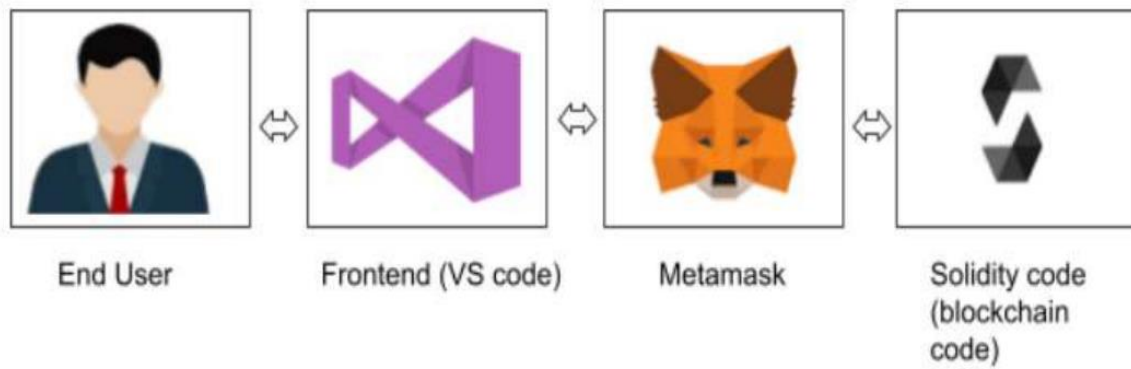 End User
Frontend (VS code)
Metamask
Solidity code
(blockchain
code)